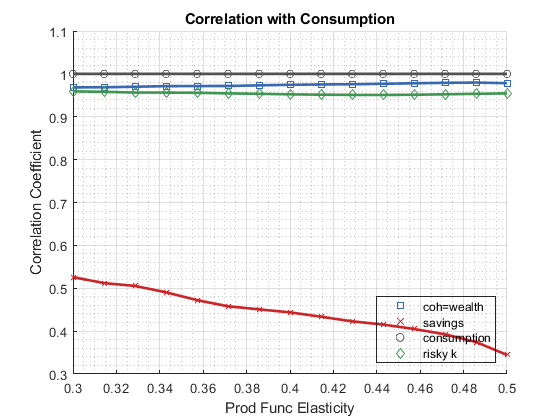 Correlation with Consumption
1.1
1
0.9
0.8
0.7
0.6
0.5
0.4
0.3
Correlation Coefficient
coh=wealth
savings
consumption
risky k
0.3 0.32 0.34 0.36 0.38 0.4 0.42 0.44 0.46 0.48 0.5
Prod Func Elasticity